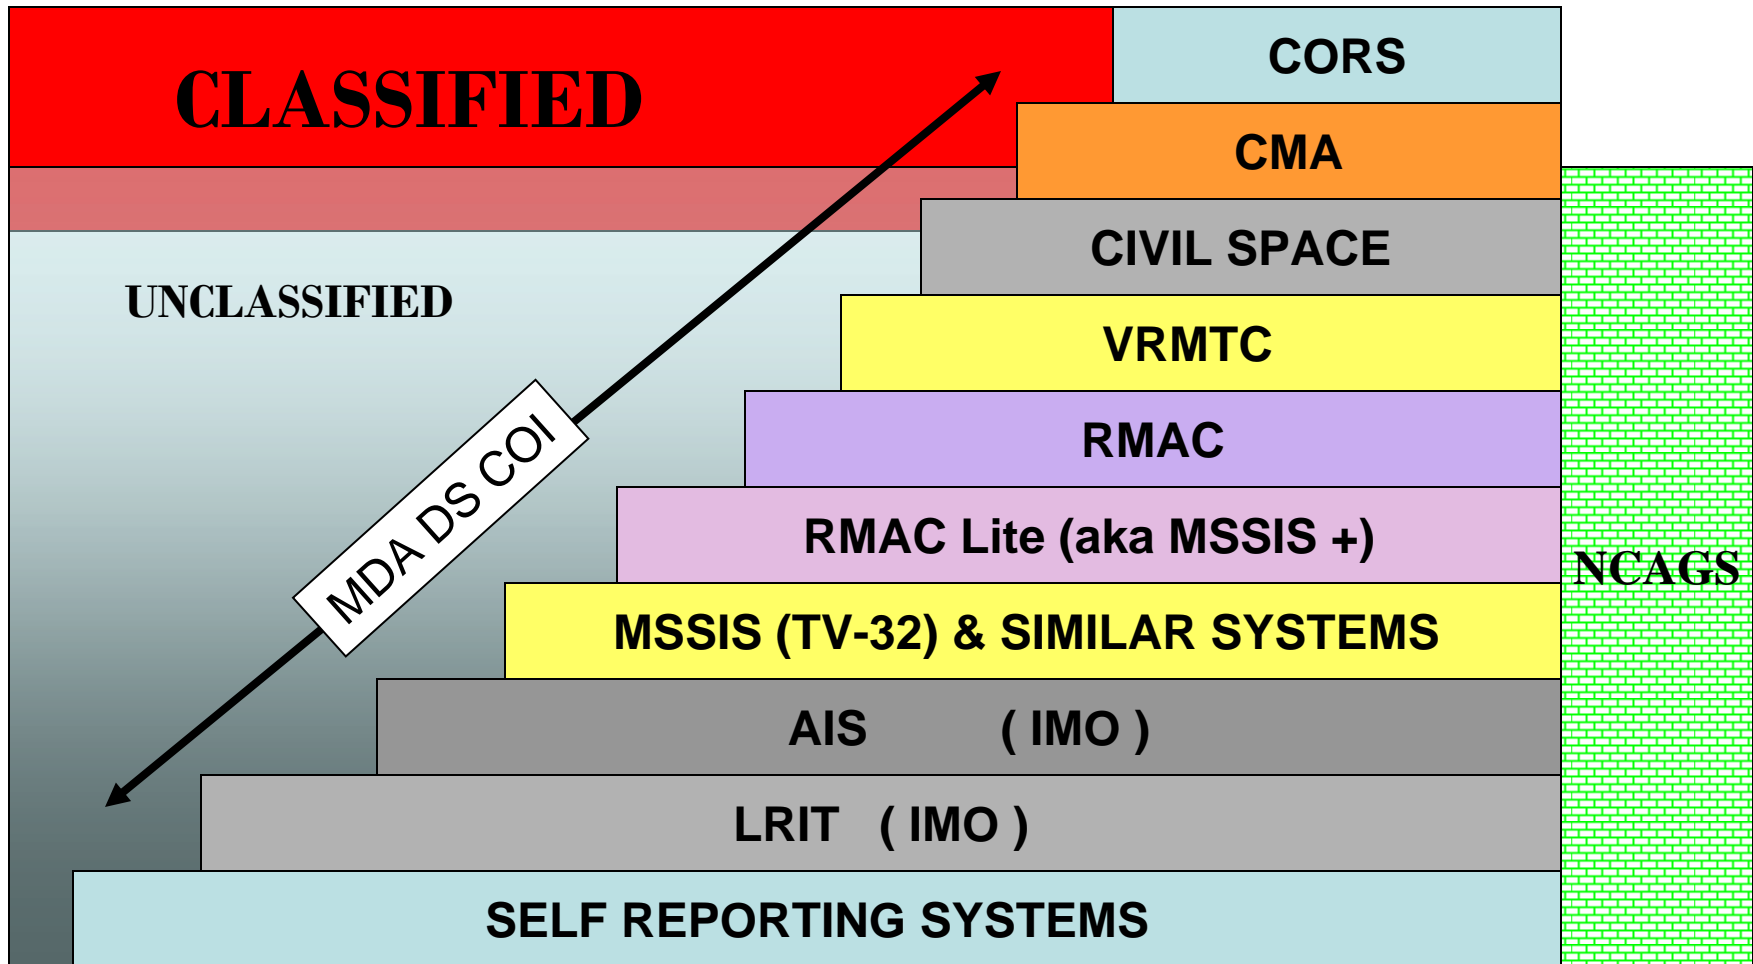 CORS
CLASSIFIED
CMA
CIVIL SPACE
UNCLASSIFIED
VRMTC
RMAC
MDA DS COI
RMAC Lite (aka MSSIS +)
NCAGS
MSSIS (TV-32) & SIMILAR SYSTEMS
AIS ( IMO )
LRIT ( IMO )
SELF REPORTING SYSTEMS